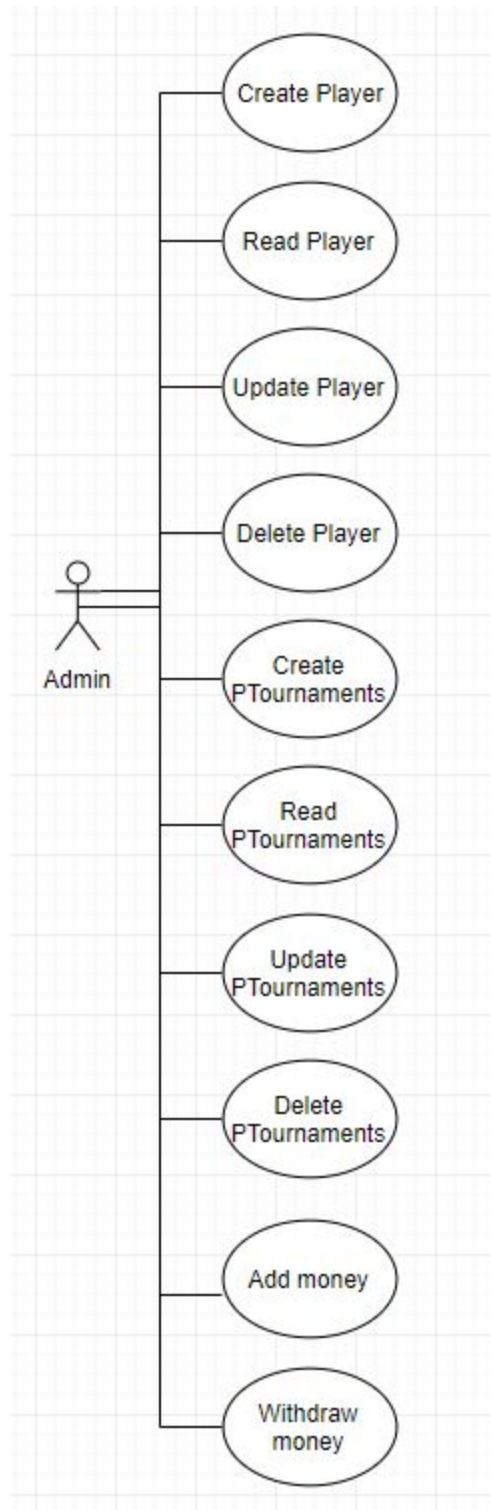 Create Player
Read Player
Update Player
Delete Player
Admin
Create
PTournaments
Read
PTournaments
Update
PTournaments
Delete
PTournaments
Add money
Withdraw
money